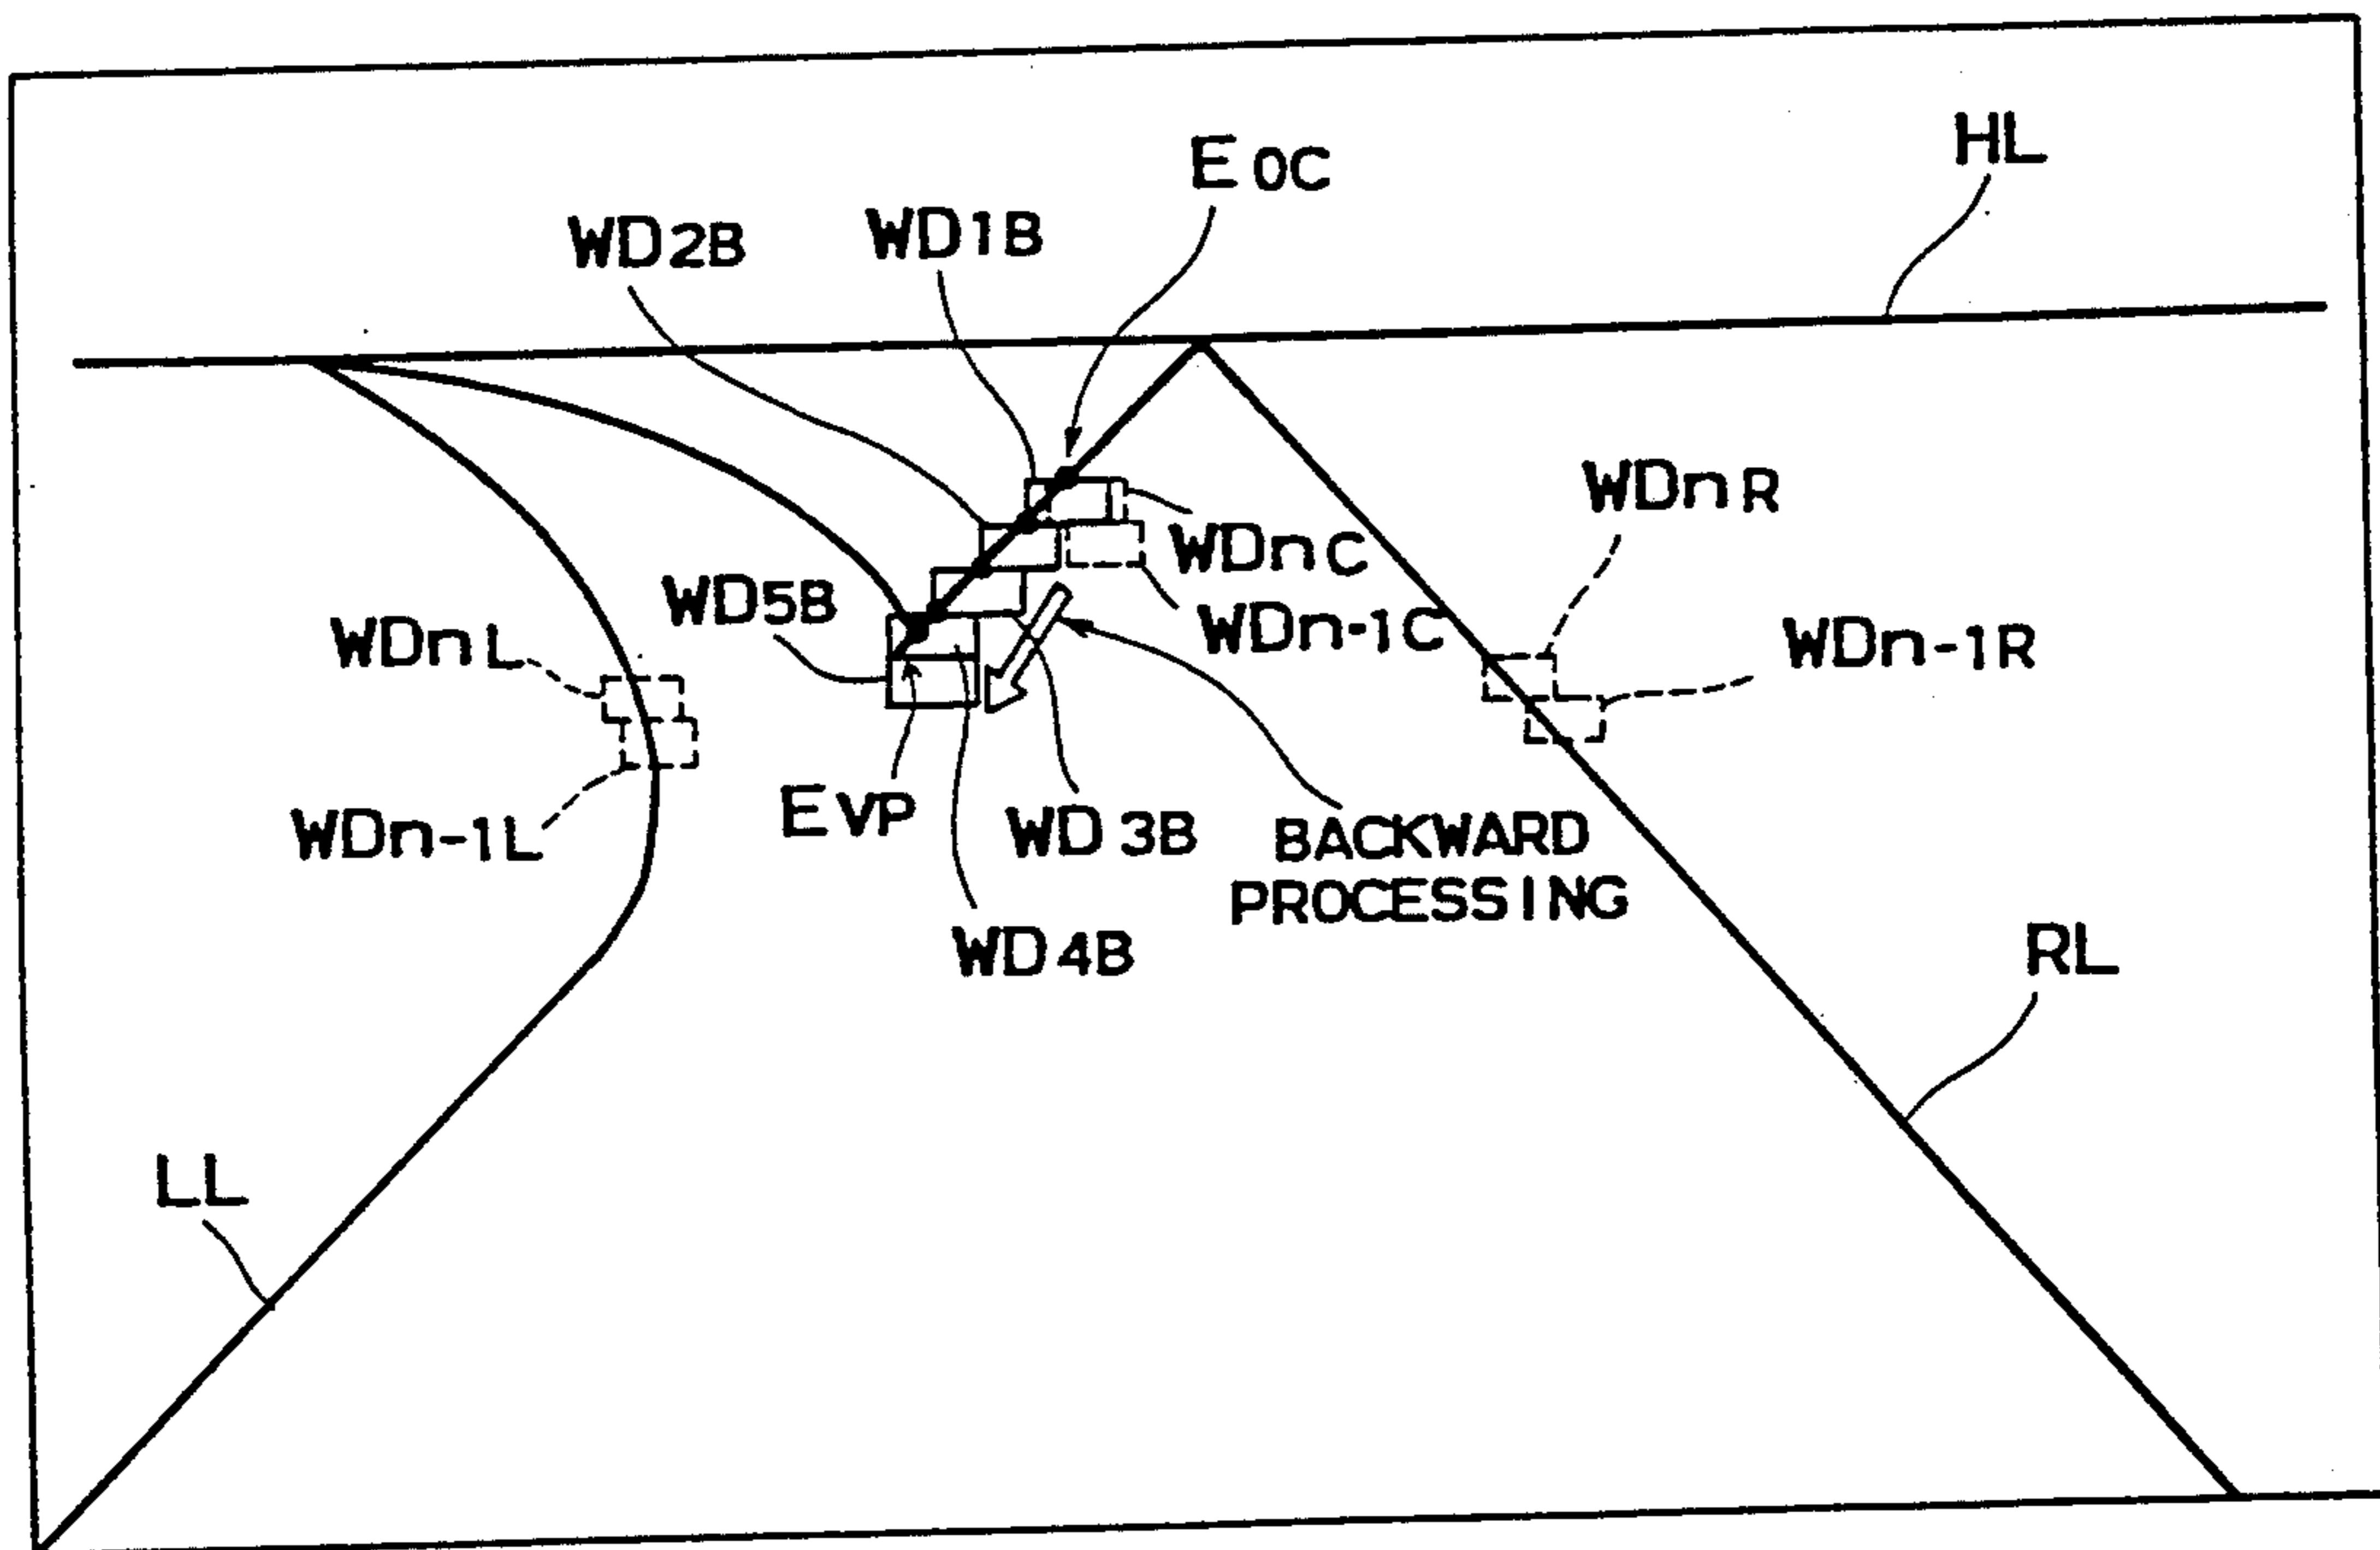 HL
E0C
WD1B
WD2B
WDnR
WDnC
WD5B
WDn-1C
WDnL
WDn-1R
EVP
WD3B
BACKWARD
PROCESSING
WDn-1L
WD4B
RL
LL